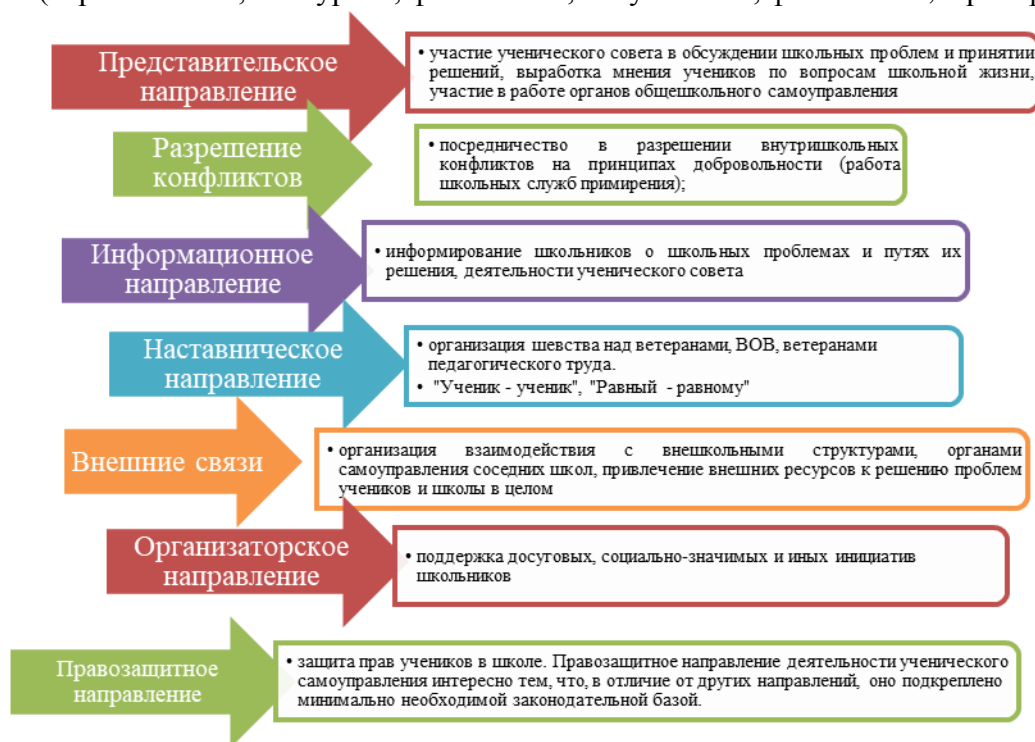 Представительское
направление
• участие ученического совета в обсуждении школьных проблем и принятии
решений, выработка мнения учеников по вопросам школьной жизни,
участие в работе органов общешкольного самоуправления
Разрешение
конфликтов
• посредничество в разрешении внутришкольных
конфликтов на принципах добровольности (работа
школьных служб примирения);
Информационное
направление
• информирование школьников о школьных проблемах и путях их
решения, деятельности ученического совета
Наставническое
направление
• организация шевства над ветеранами, ВОВ, ветеранами
педагогического труда.
• "Ученик - ученик", "Равный - равному"
Внешние связи
• организация взаимодействия с внешкольными структурами, органами
самоуправления соседних школ, привлечение внешних ресурсов к решению проблем
учеников и школы в целом
Организаторское
направление
• поддержка досуговых, социально-значимых и иных инициатив
школьников
Правозащитное
направление
• защита прав учеников в школе. Правозащитное направление деятельности ученического
самоуправления интересно тем, что, в отличие от других направлений, оно подкреплено
минимально необходимой законодательной базой.